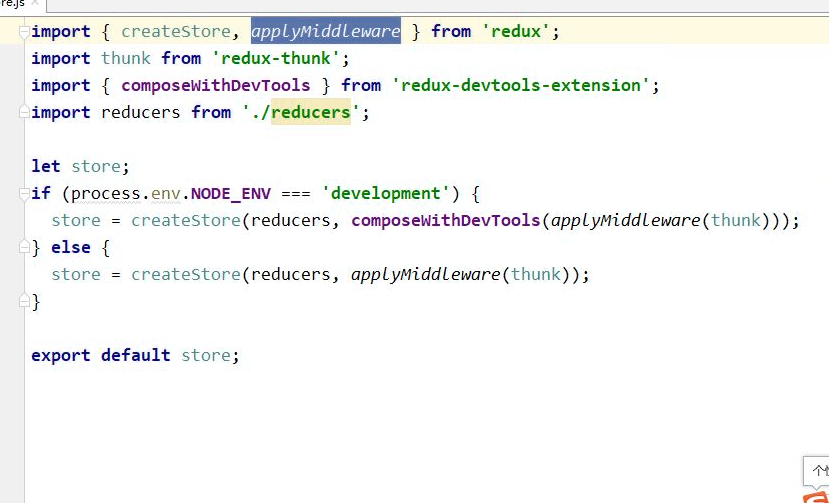 import { createStore, applyMiddleware } from 'redux';
import thunk from 'redux-thunk';
import { composeWithDevTools } from 'redux-devtools-extension';
import reducers from './reducers';
let store;
if (process.env.NODE_ENV === 'development') {
store = createStore(reducers, composeWithDevTools(applyMiddleware(thunk)));
} else {
store = createStore(reducers, applyMiddleware(thunk));
}
export default store;